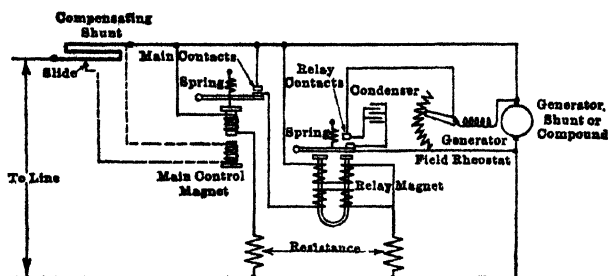 Compensating
Shunt
Slide
Main Contacts
Spring
Relay
Contacts
Condenser
Spring
Generator
Field Rheostat
Generator,
Shunt or
Compound
To Line
Main Control
Magnet
Relay Magnet
Resistance